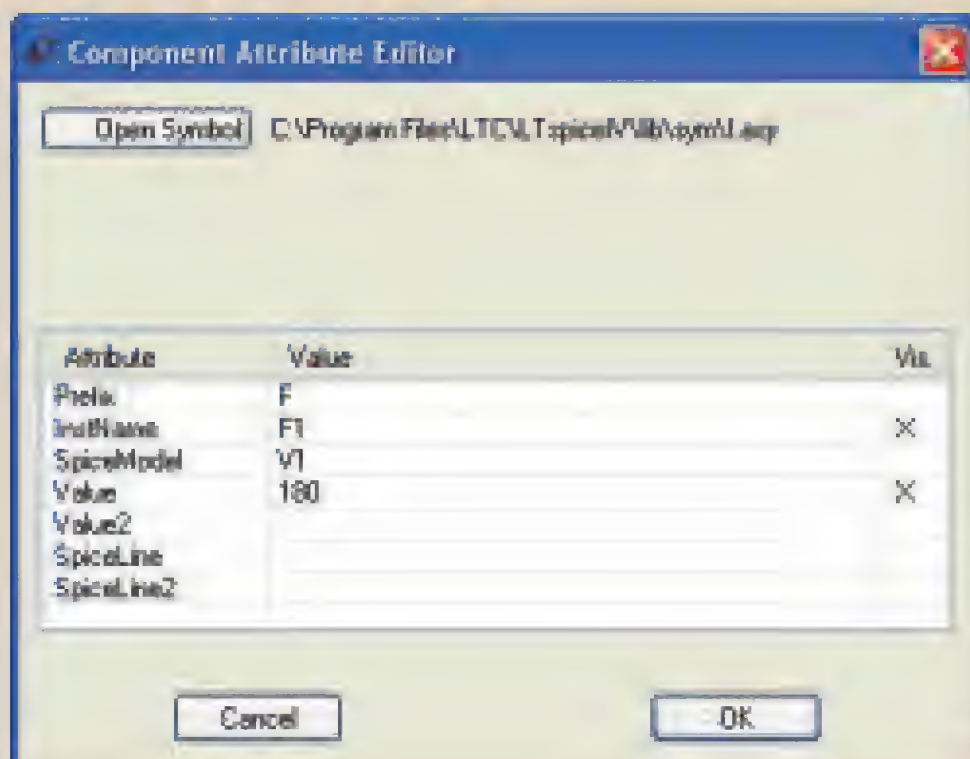 Component Attribute Editor
Open Symbol C:\Program Files\LTC\LTspiceIV\lib\sym\
Attribute Value Vis.
Prefix F
InstName F1 X
SpiceModel V1
Value 180 X
Value2
SpiceLine
SpiceLine2
Cancel OK